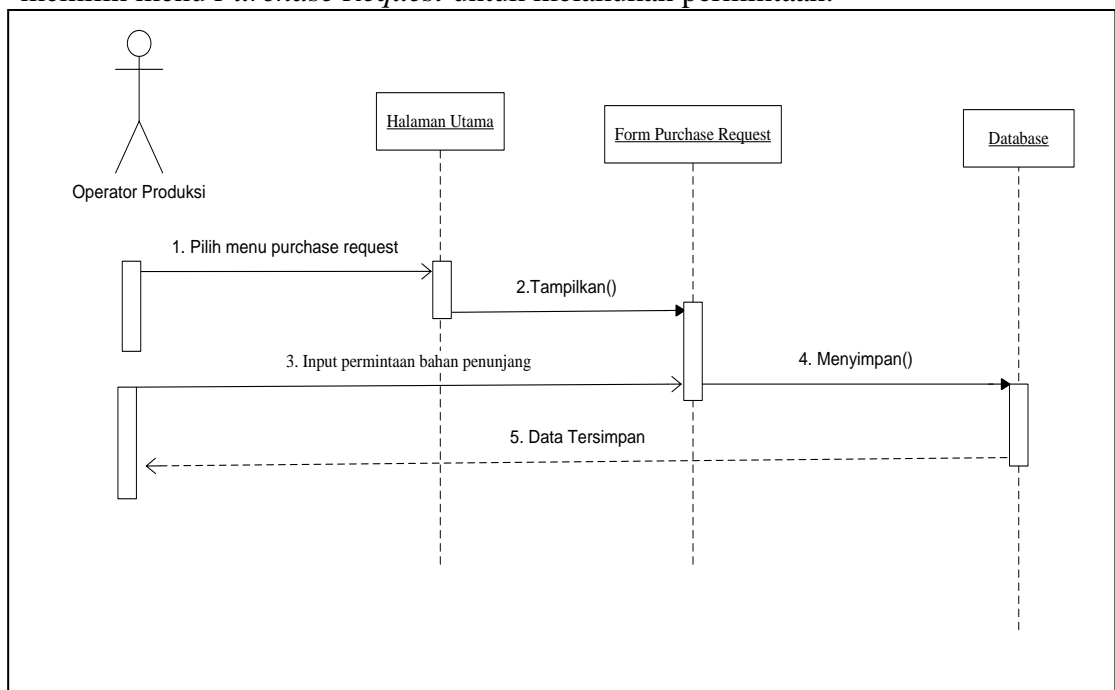 Halaman Utama
Form Purchase Request
Database
Operator Produksi
1. Pilih menu purchase request
2.Tampilkan()
3. Input permintaan bahan penunjang
4. Menyimpan()
5. Data Tersimpan